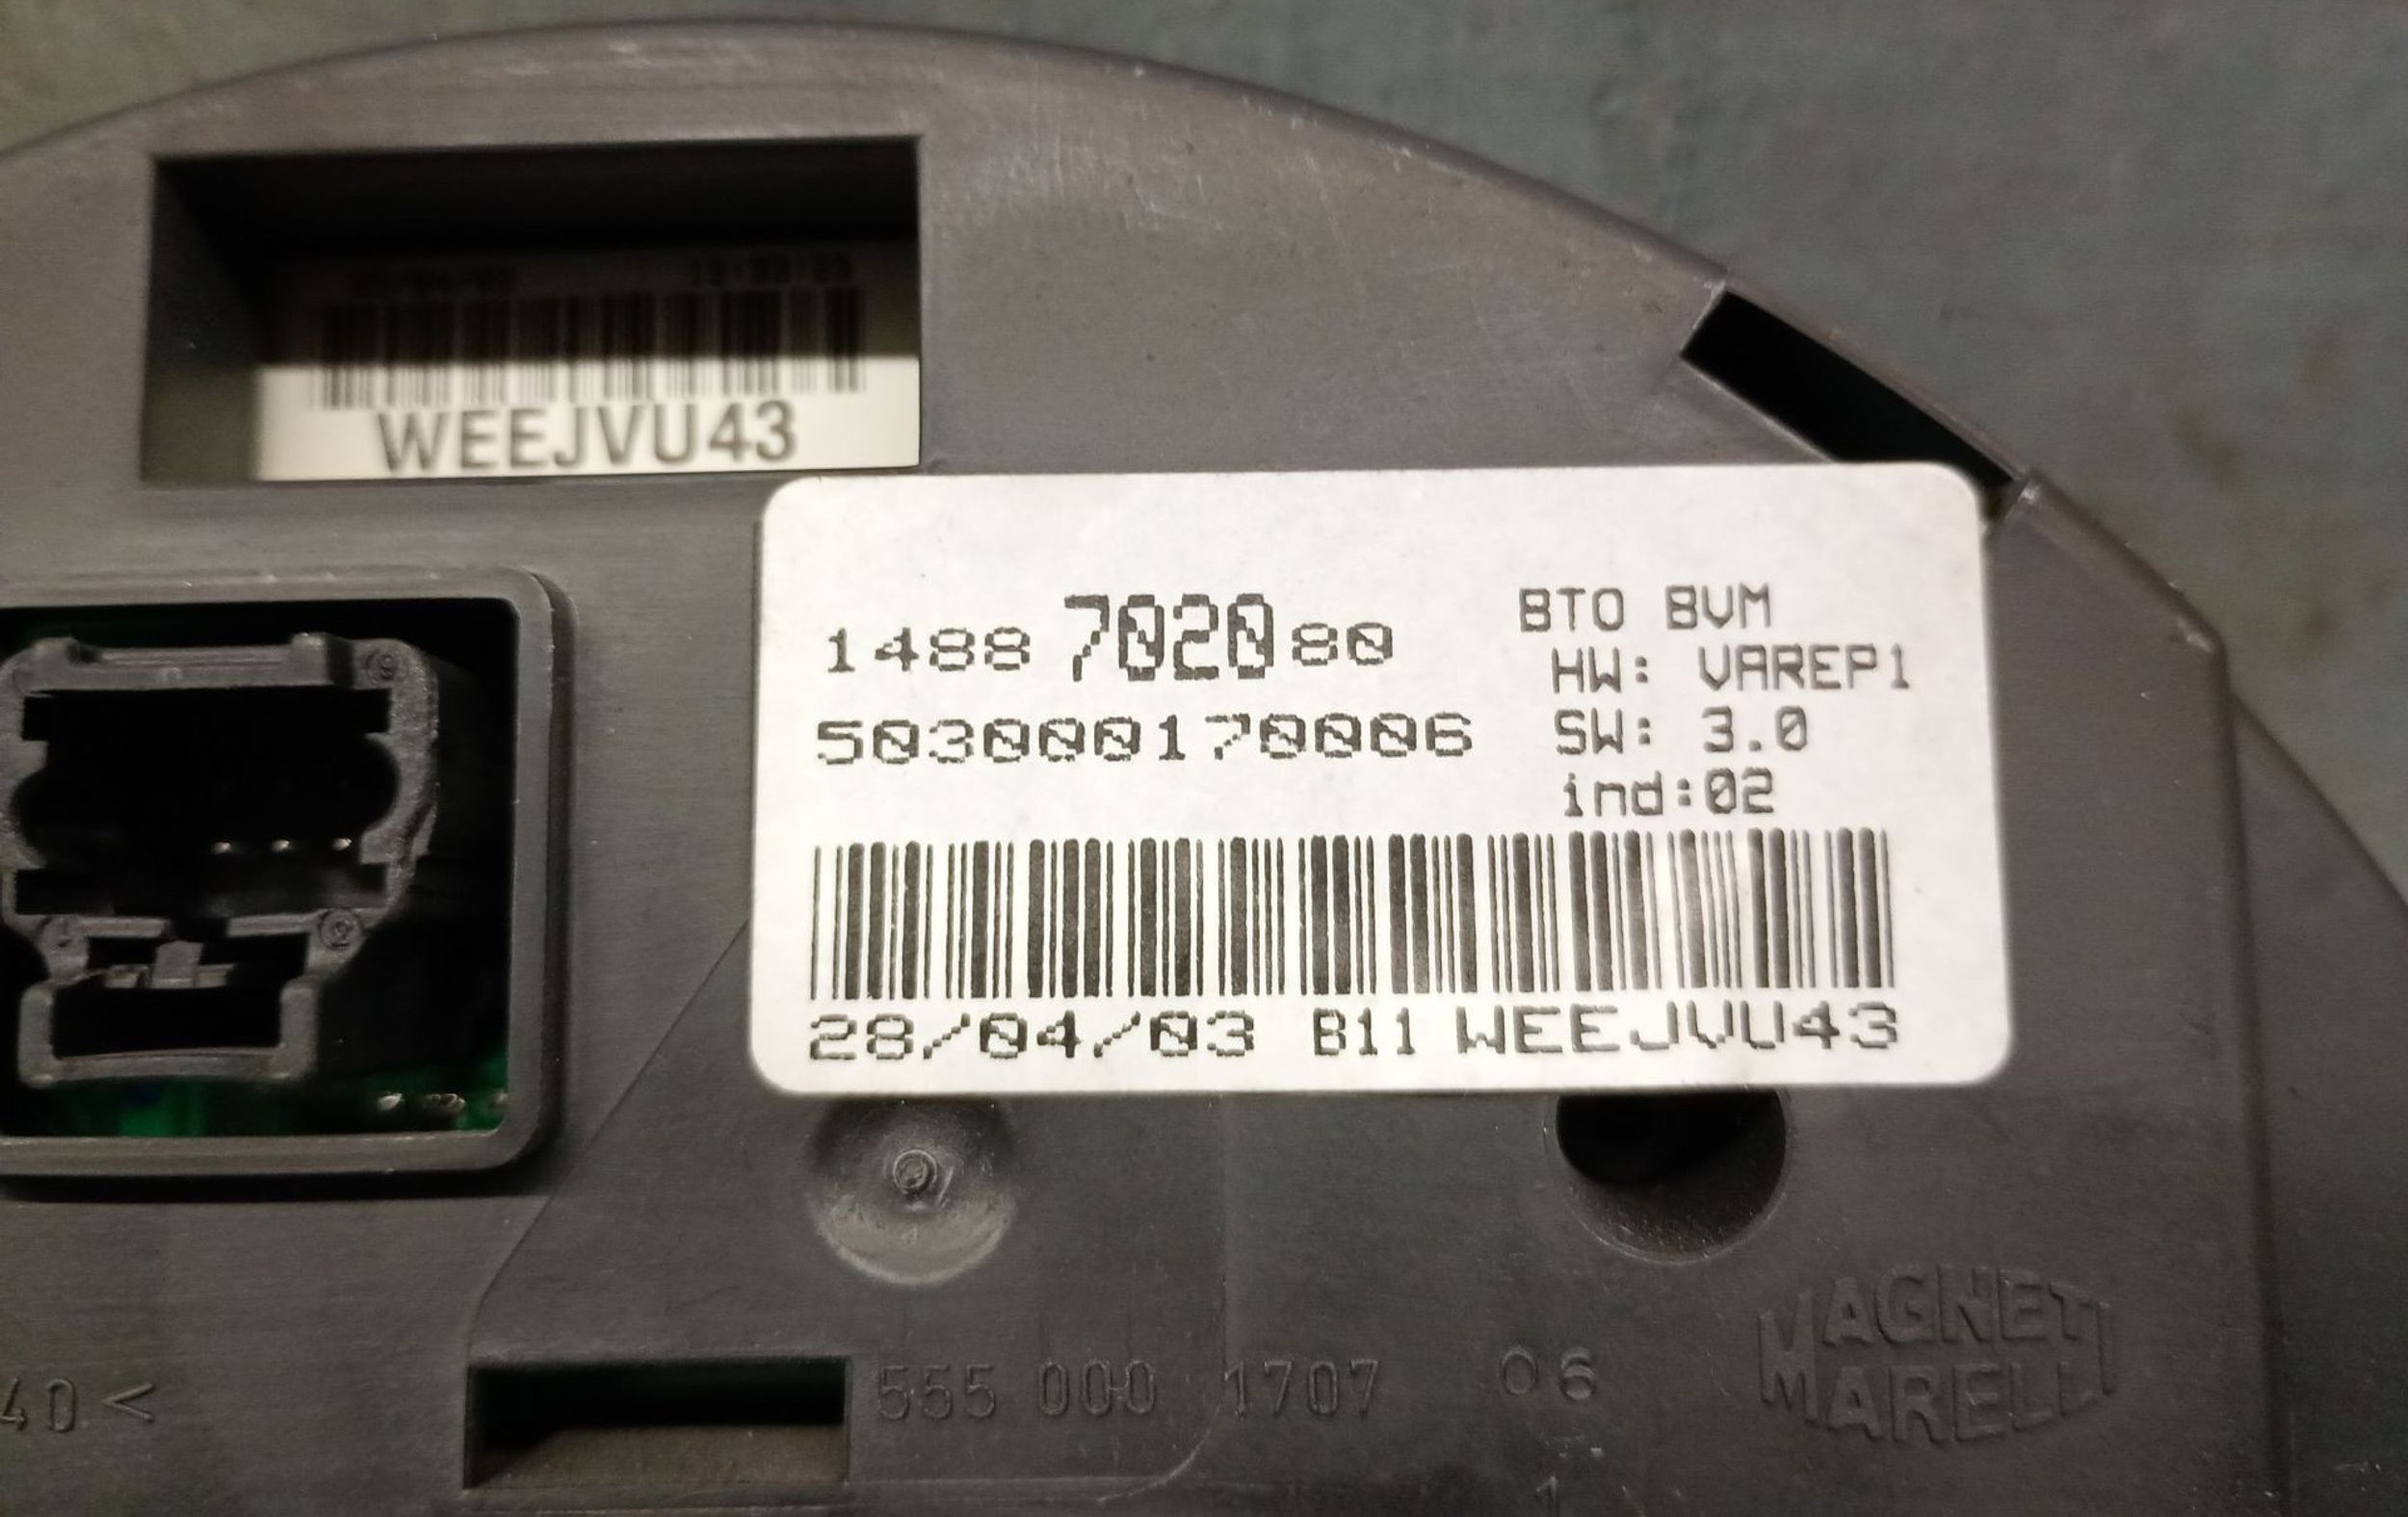 WEEJVU43
1488 7020 80
503000170006
BTO BVM
HW: VAREP1
SW: 3.0
ind:02
28/04/03 B11 WEEJVU43
40 <
555 000 1707 06
MAGNETI
MARELLI
1